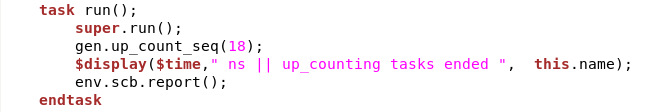 task run();
super.run();
gen.up_count_seq(18);
$display($time," ns || up_counting tasks ended ",  this.name);
env.scb.report();
endtask